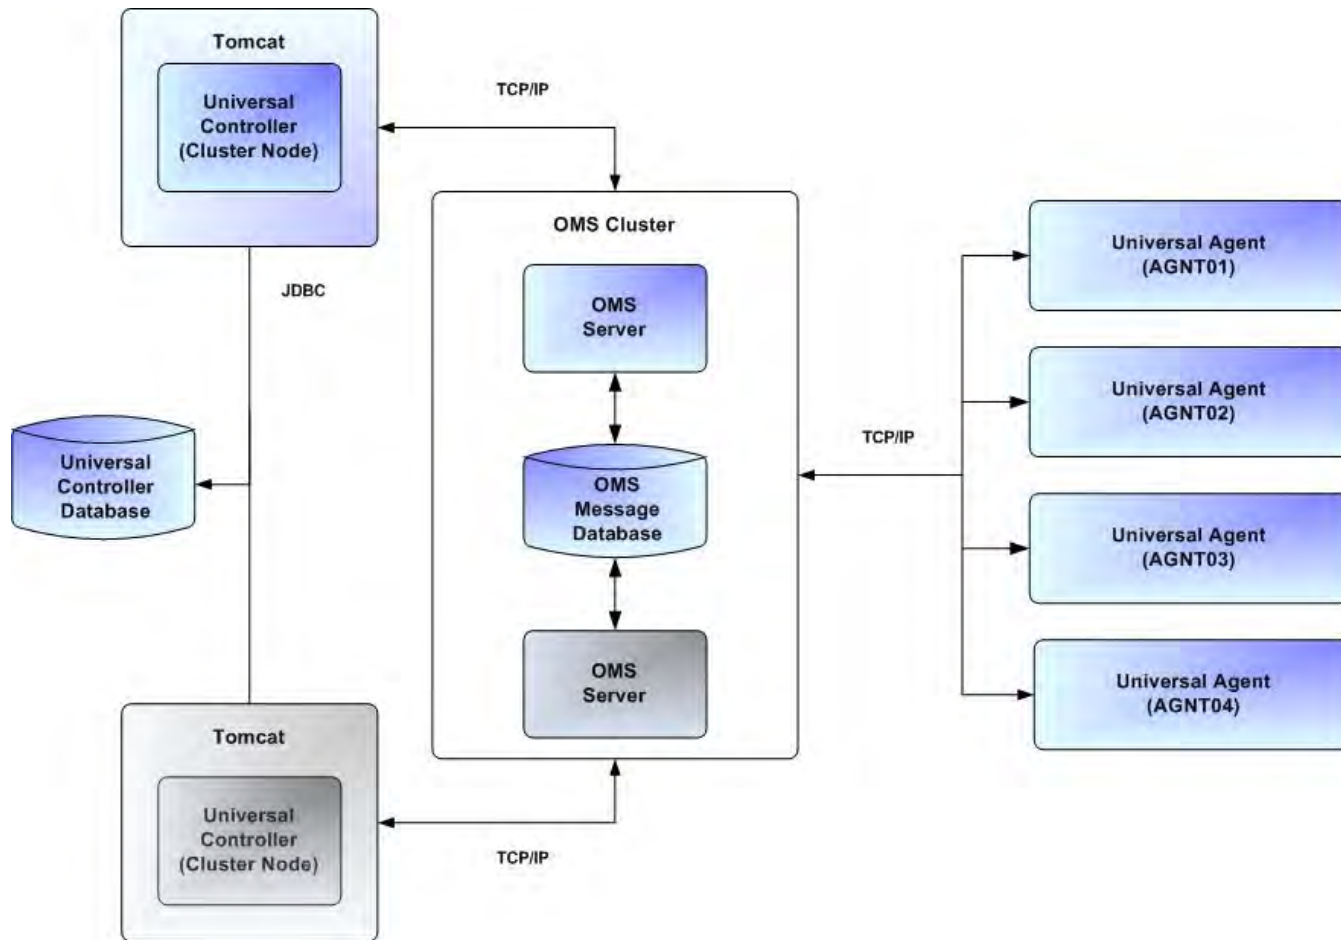 Tomcat
Universal
Controller
(Cluster Node)
TCP/IP
JDBC
Universal
Controller
Database
OMS Cluster
OMS
Server
OMS
Message
Database
OMS
Server
TCP/IP
Universal Agent
(AGNT01)
Universal Agent
(AGNT02)
Universal Agent
(AGNT03)
Universal Agent
(AGNT04)
Tomcat
Universal
Controller
(Cluster Node)
TCP/IP